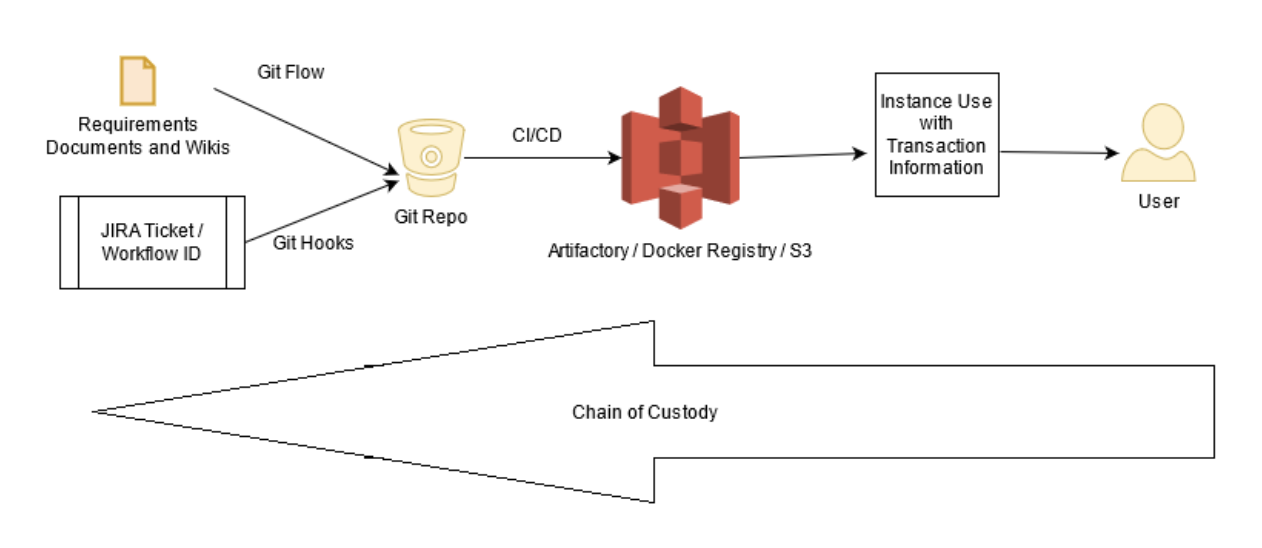 Git Flow
Requirements
Documents and Wikis
JIRA Ticket /
Workflow ID
Git Hooks
Git Repo
CI/CD
Artifactory / Docker Registry / S3
Instance Use
with
Transaction
Information
User
Chain of Custody